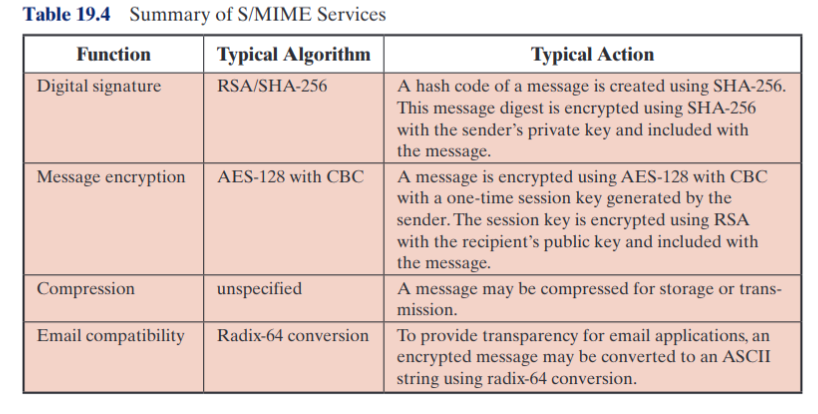 Table 19.4 Summary of S/MIME Services
Function Typical Algorithm Typical Action
Digital signature RSA/SHA-256 A hash code of a message is created using SHA-256.
This message digest is encrypted using SHA-256
with the sender's private key and included with
the message.
Message encryption AES-128 with CBC A message is encrypted using AES-128 with CBC
with a one-time session key generated by the
sender. The session key is encrypted using RSA
with the recipient's public key and included with
the message.
Compression unspecified A message may be compressed for storage or trans-
mission.
Email compatibility Radix-64 conversion To provide transparency for email applications, an
encrypted message may be converted to an ASCII
string using radix-64 conversion.